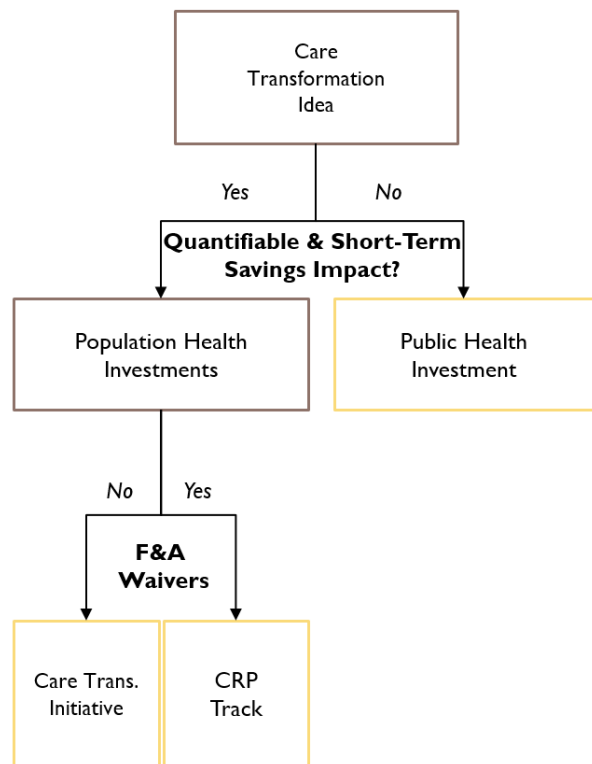 Care
Transformation
Idea
Yes
No
Quantifiable & Short-Term
Savings Impact?
Population Health
Investments
Public Health
Investment
No
Yes
F&A
Waivers
Care Trans.
Initiative
CRP
Track